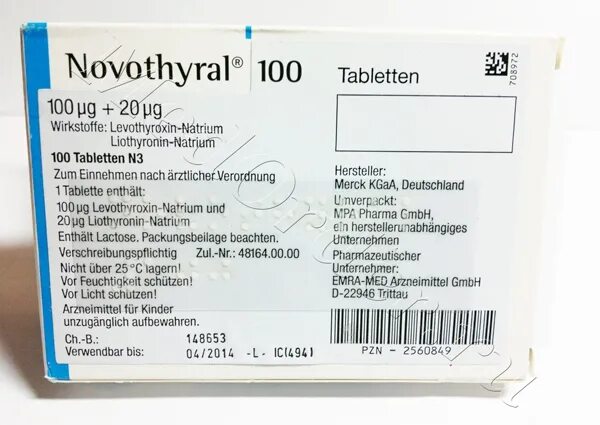 Novothyral® 100
Tabletten
708972
100 µg + 20 µg
Wirkstoffe: Levothyroxin-Natrium
Liothyronin-Natrium
100 Tabletten N3
Zum Einnehmen nach ärztlicher Verordnung
1 Tablette enthält:
100 µg Levothyroxin-Natrium und
20 µg Liothyronin-Natrium
Enthält Lactose. Packungsbeilage beachten.
Verschreibungspflichtig Zul.-Nr.: 48164.00.00
Nicht über 25 °C lagern!
Vor Feuchtigkeit schützen!
Vor Licht schützen!
Arzneimittel für Kinder
unzugänglich aufbewahren.
Ch.-B.: 148653
Verwendbar bis: 04/2014 -L- IC(494)
Hersteller:
Merck KGaA, Deutschland
Umverpackt:
MPA Pharma GmbH,
ein herstellerunabhängiges
Unternehmen
Pharmazeutischer
Unternehmer:
EMRA-MED Arzneimittel GmbH
D-22946 Trittau
PZN - 2560849